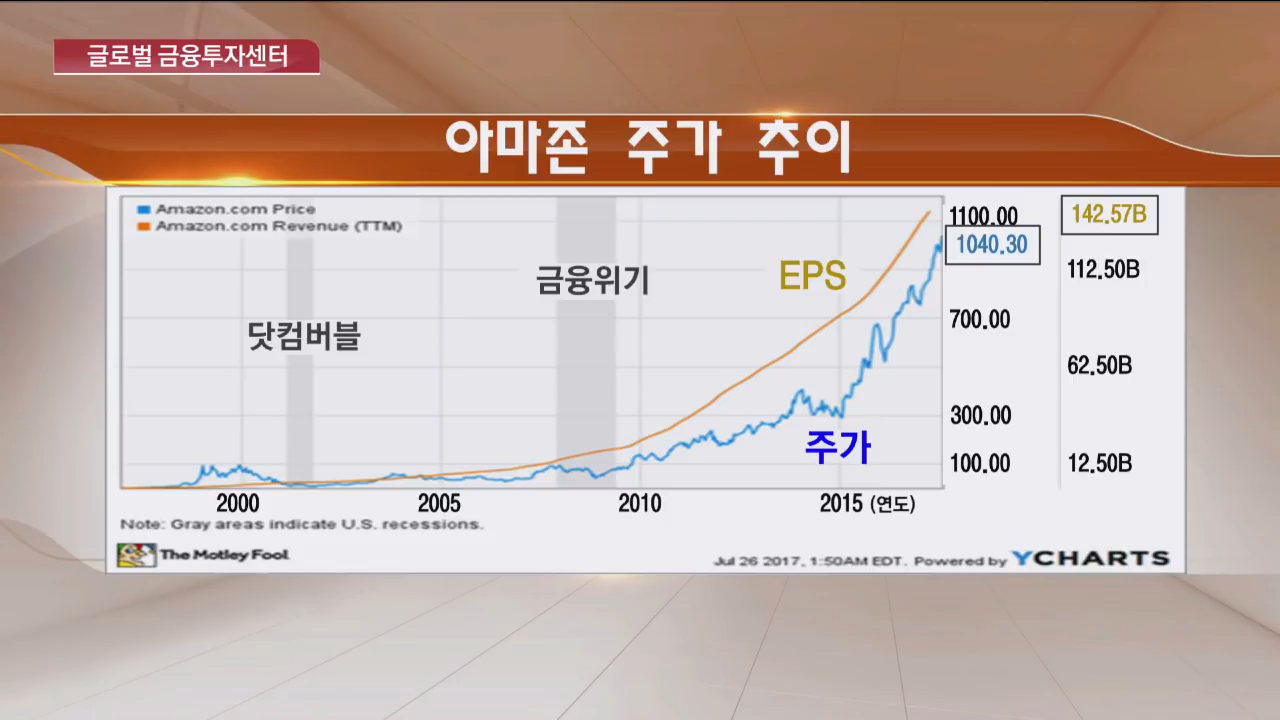 글로벌 금융투자센터
아마존 주가 추이
Amazon.com Price
Amazon.com Revenue (TTM)
닷컴버블
금융위기
EPS
주가
1100.00
1040.30
700.00
300.00
100.00
142.57B
112.50B
62.50B
12.50B
2000 2005 2010 2015 (연도)
Note: Gray areas indicate U.S. recessions.
The Motley Fool
Jul 26 2017, 1:50AM EDT. Powered by YCHARTS